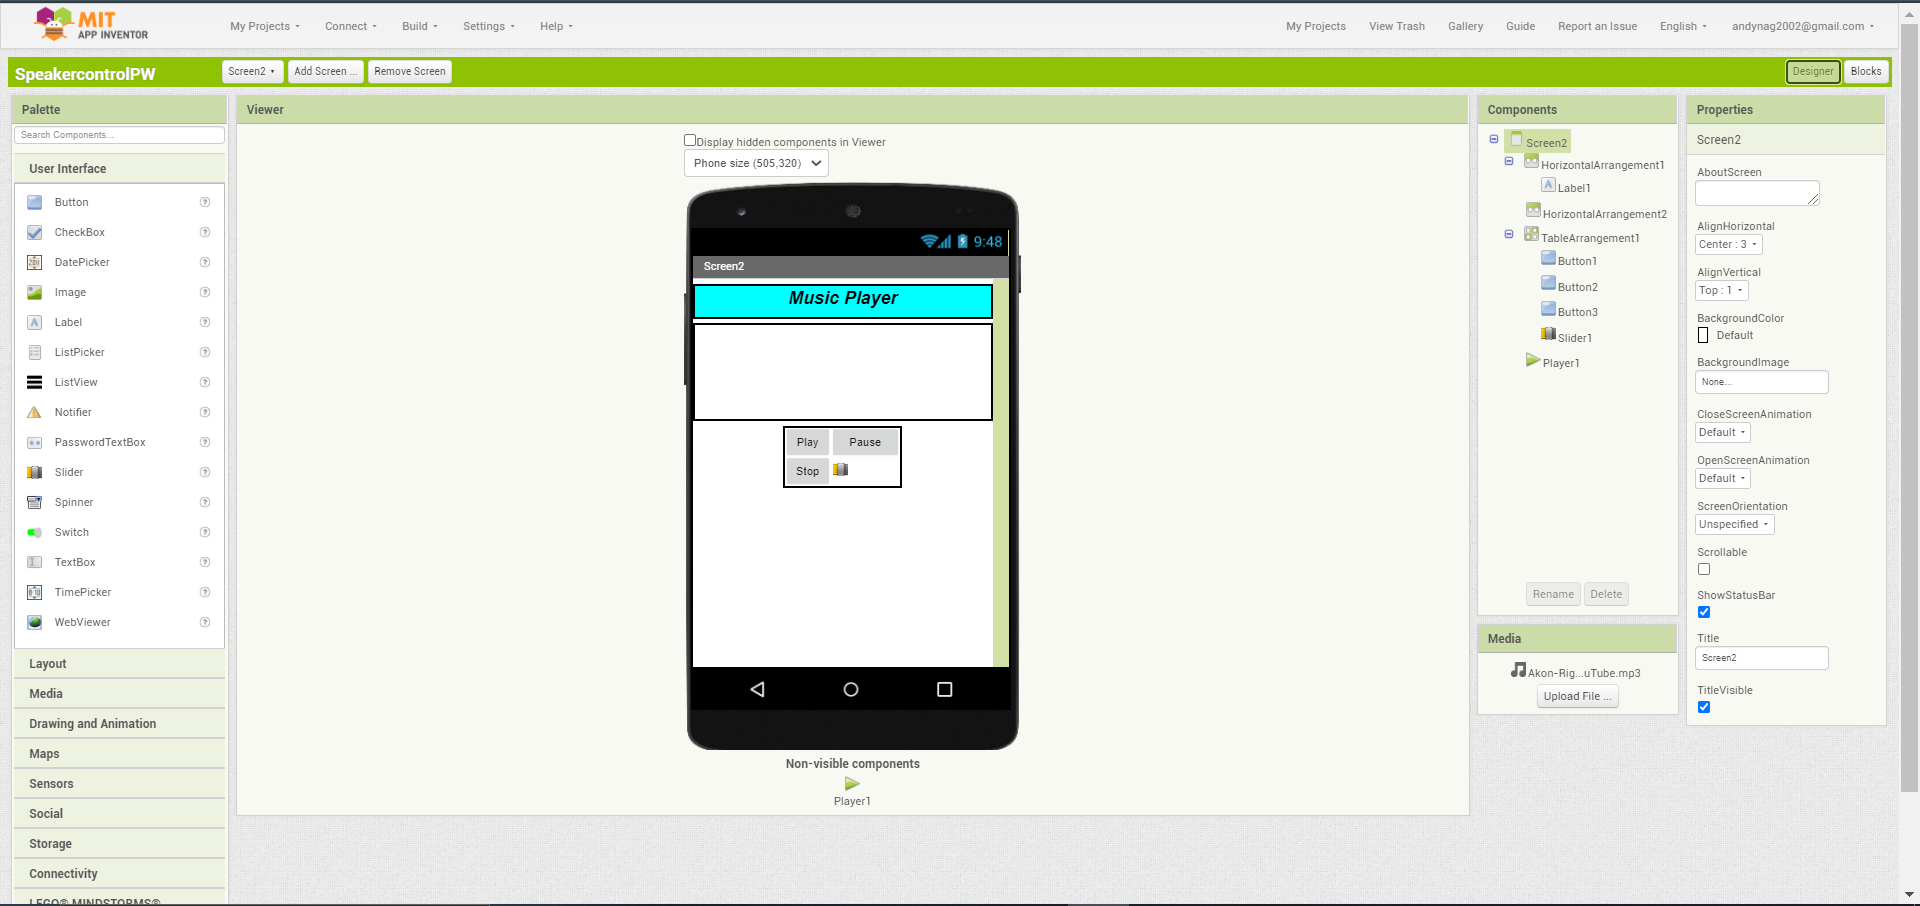 MIT
APP INVENTOR
My Projects
Connect
Build
Settings
Help
My Projects
View Trash
Gallery
Guide
Report an Issue
English
andynag2002@gmail.com
SpeakercontrolPW
Screen2
Add Screen ...
Remove Screen
Designer
Blocks
Palette
Search Components...
User Interface
Button
CheckBox
DatePicker
Image
Label
ListPicker
ListView
Notifier
PasswordTextBox
Slider
Spinner
Switch
TextBox
TimePicker
WebViewer
Layout
Media
Drawing and Animation
Maps
Sensors
Social
Storage
Connectivity
LEGO® MINDSTORMS®
Viewer
Display hidden components in Viewer
Phone size (505,320)
9:48
Screen2
Music Player
Play
Pause
Stop
Non-visible components
Player1
Components
Screen2
HorizontalArrangement1
Label1
HorizontalArrangement2
TableArrangement1
Button1
Button2
Button3
Slider1
Player1
Rename
Delete
Media
Akon-Rig...uTube.mp3
Upload File ...
Properties
Screen2
AboutScreen
AlignHorizontal
Center : 3
AlignVertical
Top : 1
BackgroundColor
Default
BackgroundImage
None...
CloseScreenAnimation
Default
OpenScreenAnimation
Default
ScreenOrientation
Unspecified
Scrollable
ShowStatusBar
Title
Screen2
TitleVisible